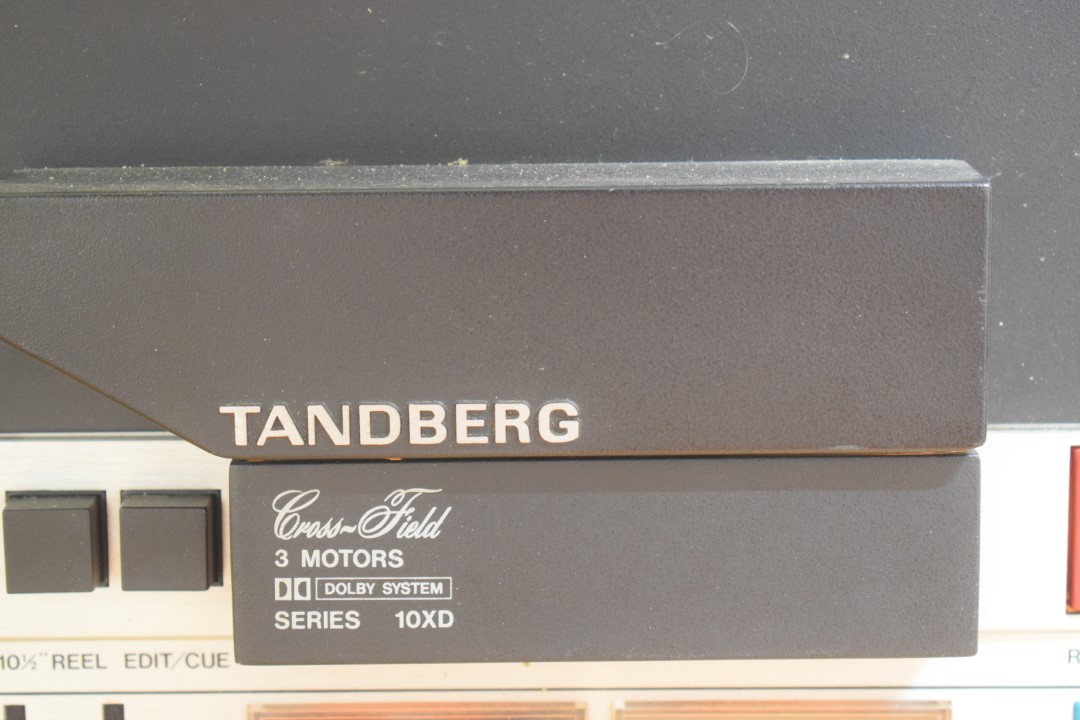 TANDBERG
Cross~Field
3 MOTORS
DOLBY SYSTEM
SERIES 10XD
10½" REEL EDIT/CUE